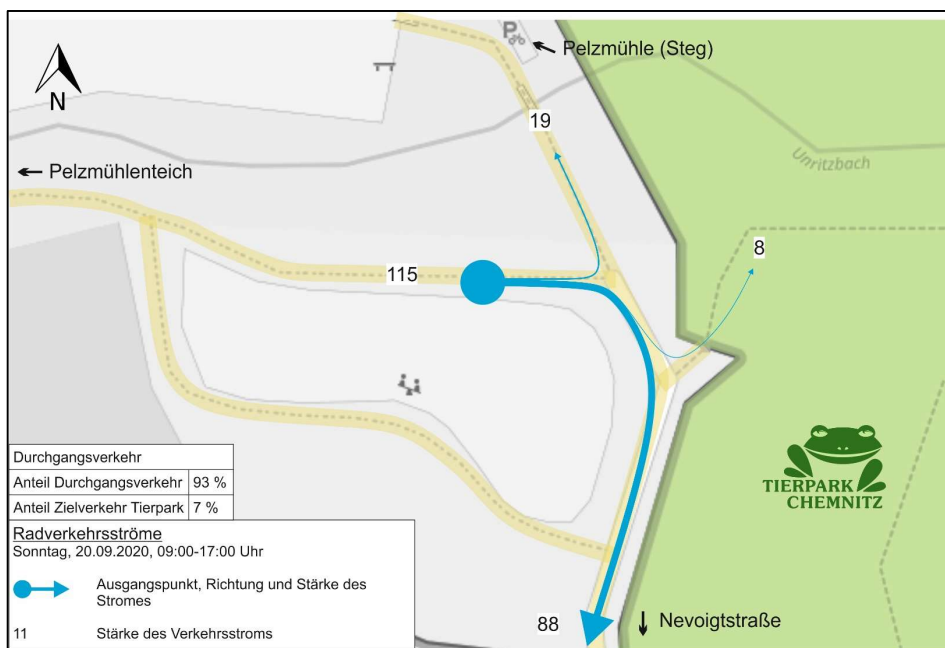 P
Pelzmühle (Steg)
N
19
Unritzbach
Pelzmühlenteich
8
115
TIERPARK
CHEMNITZ
Durchgangsverkehr
Anteil Durchgangsverkehr 93 %
Anteil Zielverkehr Tierpark 7 %
Radverkehrsströme
Sonntag, 20.09.2020, 09:00-17:00 Uhr
Ausgangspunkt, Richtung und Stärke des
Stromes
11 Stärke des Verkehrsstroms
88
Nevoigtstraße